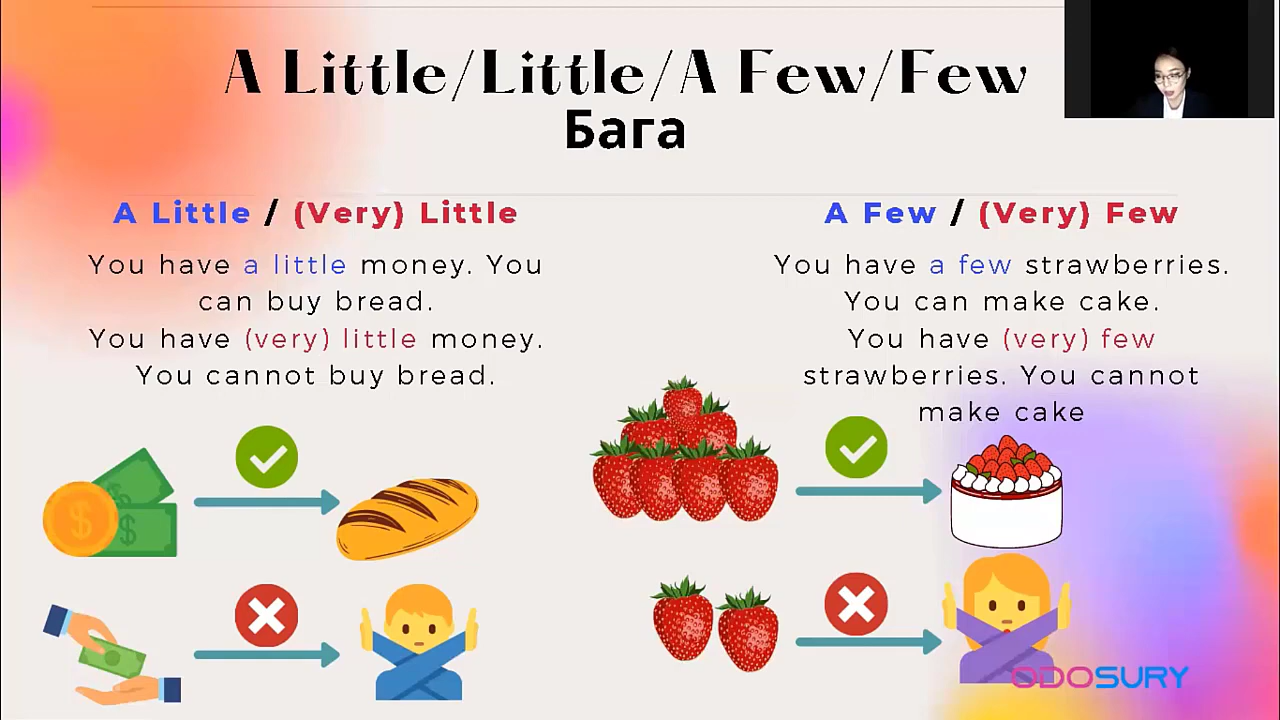 A Little/Little/A Few/Few
Бага
A Little / (Very) Little
You have a little money. You
can buy bread.
You have (very) little money.
You cannot buy bread.
A Few / (Very) Few
You have a few strawberries.
You can make cake.
You have (very) few
strawberries. You cannot
make cake
$
$
$
ODOSURY